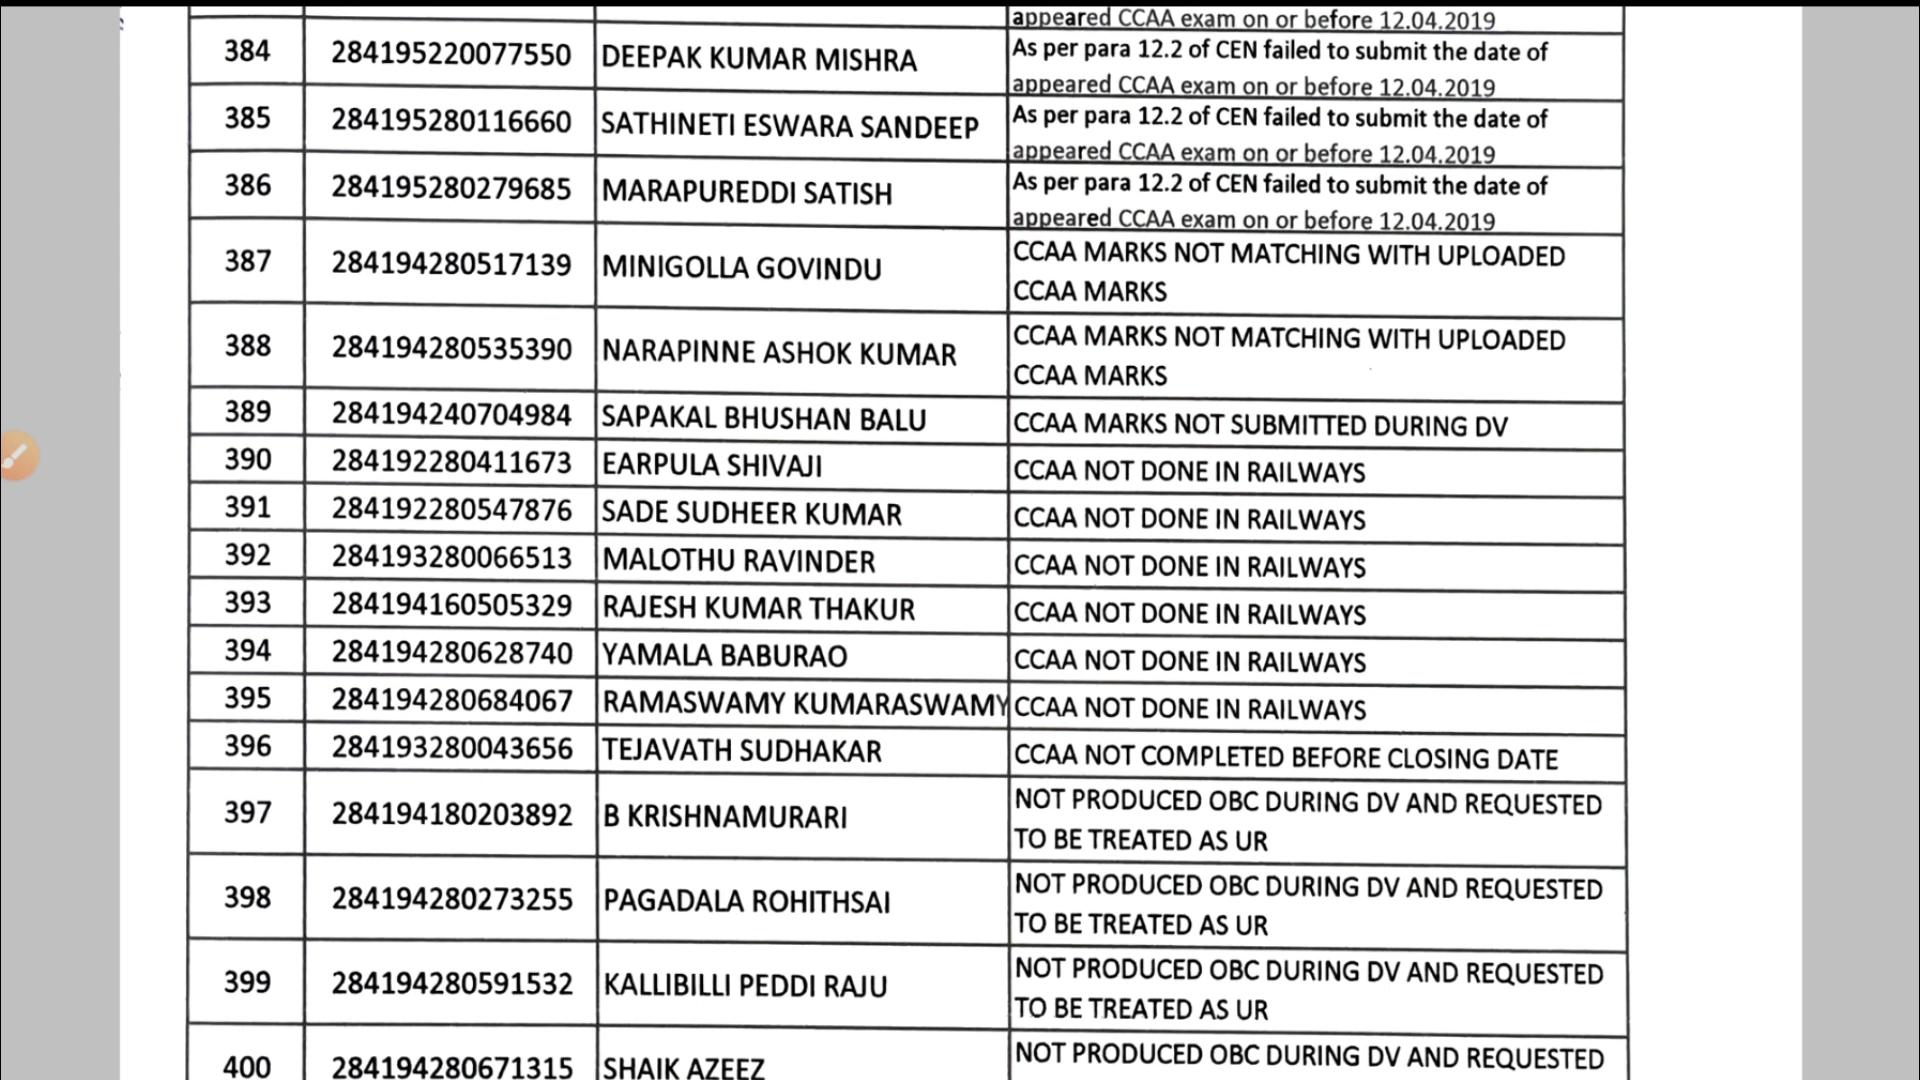 appeared CCAA exam on or before 12.04.2019
384 284195220077550 DEEPAK KUMAR MISHRA As per para 12.2 of CEN failed to submit the date of
appeared CCAA exam on or before 12.04.2019
385 284195280116660 SATHINETI ESWARA SANDEEP As per para 12.2 of CEN failed to submit the date of
appeared CCAA exam on or before 12.04.2019
386 284195280279685 MARAPUREDDI SATISH As per para 12.2 of CEN failed to submit the date of
appeared CCAA exam on or before 12.04.2019
387 284194280517139 MINIGOLLA GOVINDU CCAA MARKS NOT MATCHING WITH UPLOADED
CCAA MARKS
388 284194280535390 NARAPINNE ASHOK KUMAR CCAA MARKS NOT MATCHING WITH UPLOADED
CCAA MARKS
389 284194240704984 SAPAKAL BHUSHAN BALU CCAA MARKS NOT SUBMITTED DURING DV
390 284192280411673 EARPULA SHIVAJI CCAA NOT DONE IN RAILWAYS
391 284192280547876 SADE SUDHEER KUMAR CCAA NOT DONE IN RAILWAYS
392 284193280066513 MALOTHU RAVINDER CCAA NOT DONE IN RAILWAYS
393 284194160505329 RAJESH KUMAR THAKUR CCAA NOT DONE IN RAILWAYS
394 284194280628740 YAMALA BABURAO CCAA NOT DONE IN RAILWAYS
395 284194280684067 RAMASWAMY KUMARASWAMY CCAA NOT DONE IN RAILWAYS
396 284193280043656 TEJAVATH SUDHAKAR CCAA NOT COMPLETED BEFORE CLOSING DATE
397 284194180203892 B KRISHNAMURARI NOT PRODUCED OBC DURING DV AND REQUESTED
TO BE TREATED AS UR
398 284194280273255 PAGADALA ROHITHSAI NOT PRODUCED OBC DURING DV AND REQUESTED
TO BE TREATED AS UR
399 284194280591532 KALLIBILLI PEDDI RAJU NOT PRODUCED OBC DURING DV AND REQUESTED
TO BE TREATED AS UR
400 284194280671315 SHAIK AZEEZ NOT PRODUCED OBC DURING DV AND REQUESTED